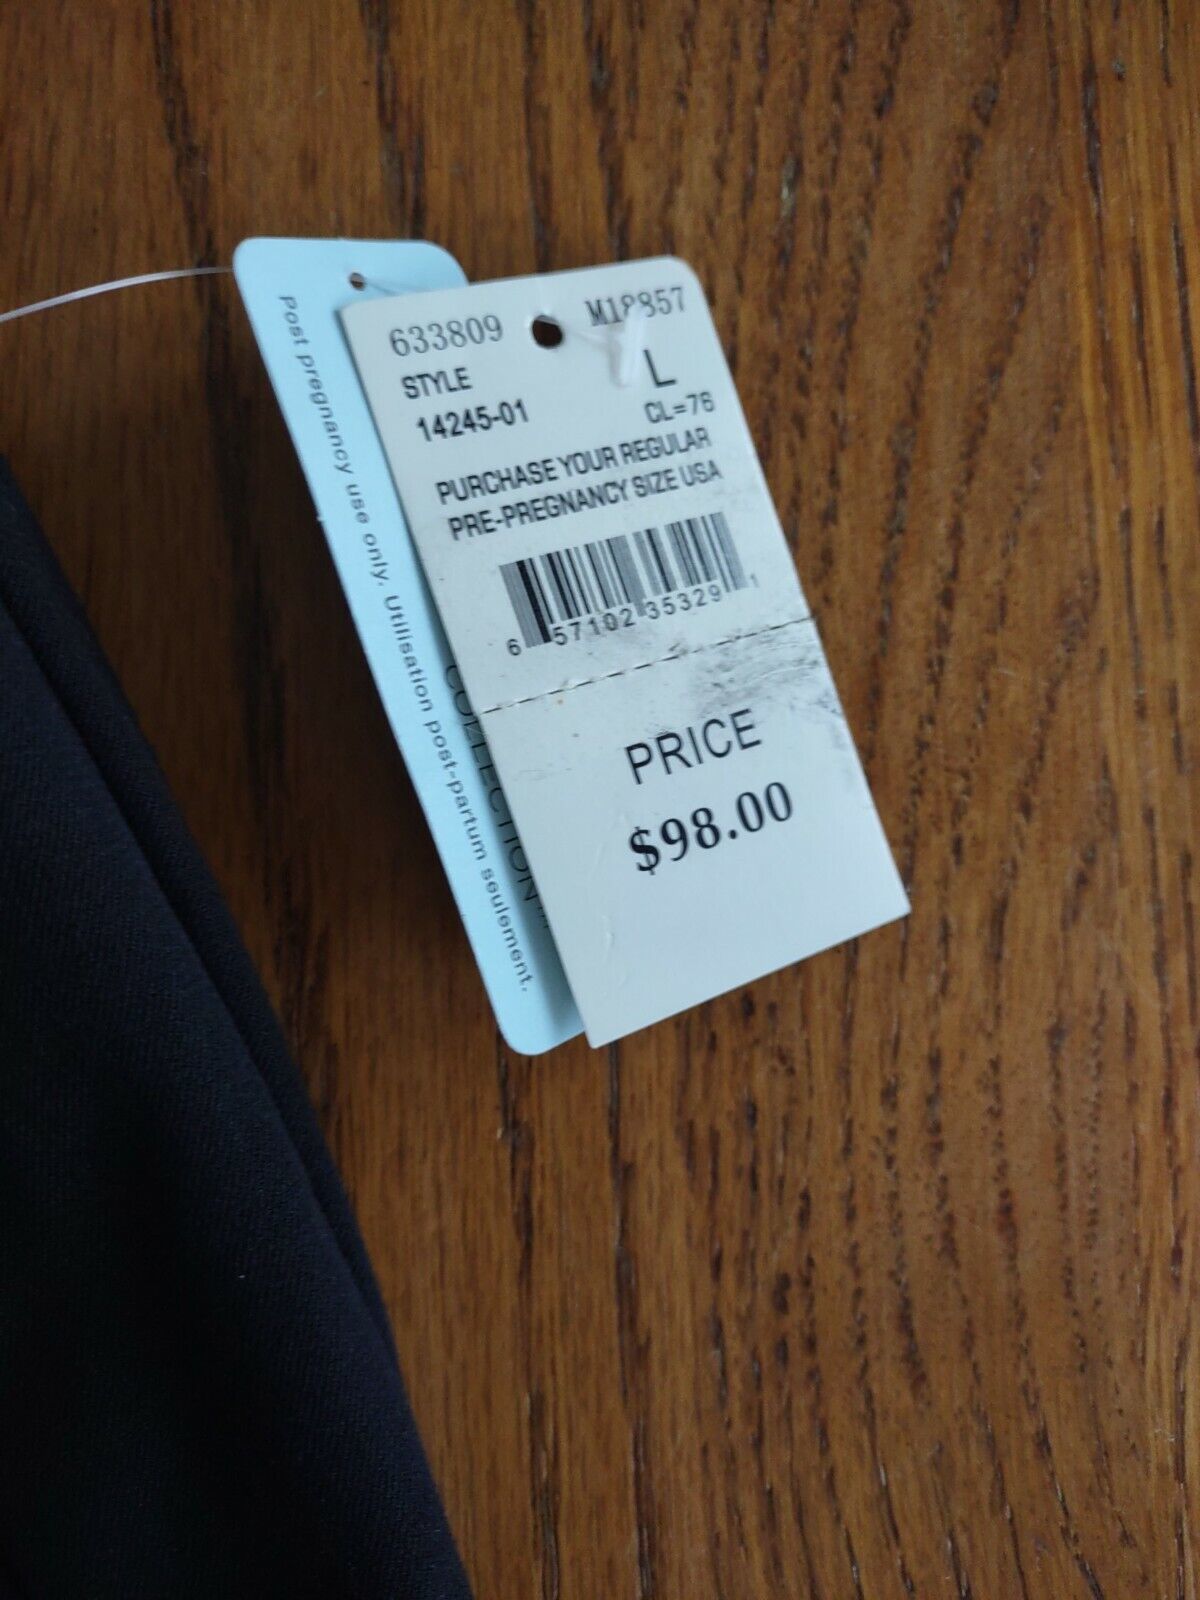 633809 M18857
STYLE L
14245-01 CL=76
PURCHASE YOUR REGULAR
PRE-PREGNANCY SIZE USA
6 57102 35329 1
PRICE
$98.00
Post pregnancy use only. Utilisation post-partum seulement.